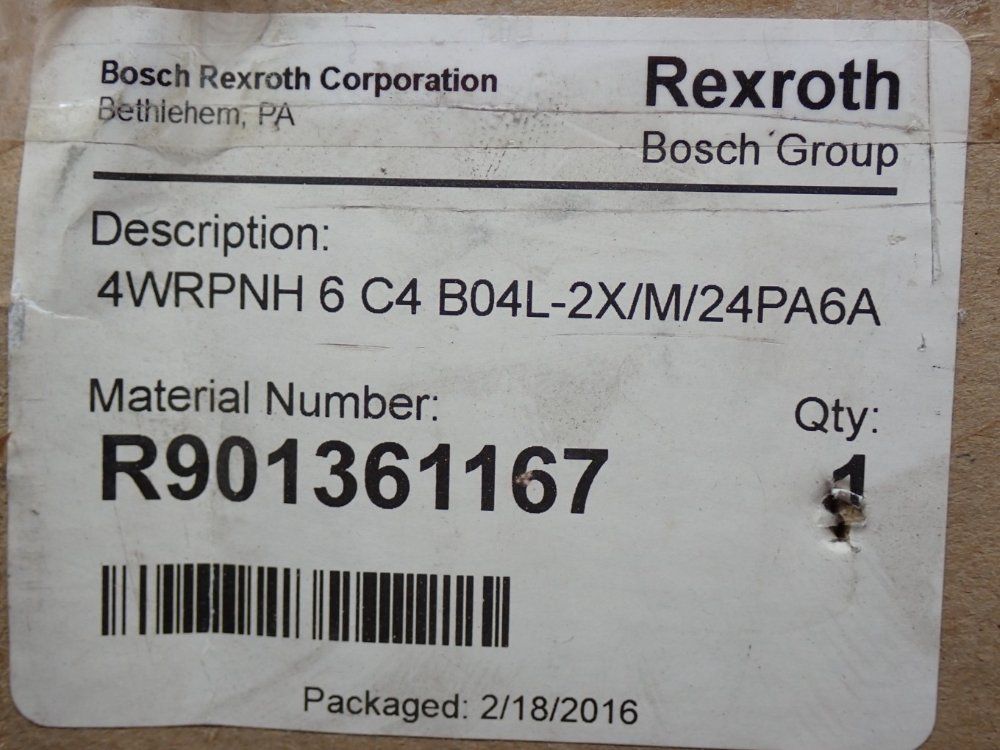 Bosch Rexroth Corporation
Bethlehem, PA
Rexroth
Bosch Group
Description:
4WRPNH 6 C4 B04L-2X/M/24PA6A
Material Number:
R901361167
Qty:
1
Packaged: 2/18/2016